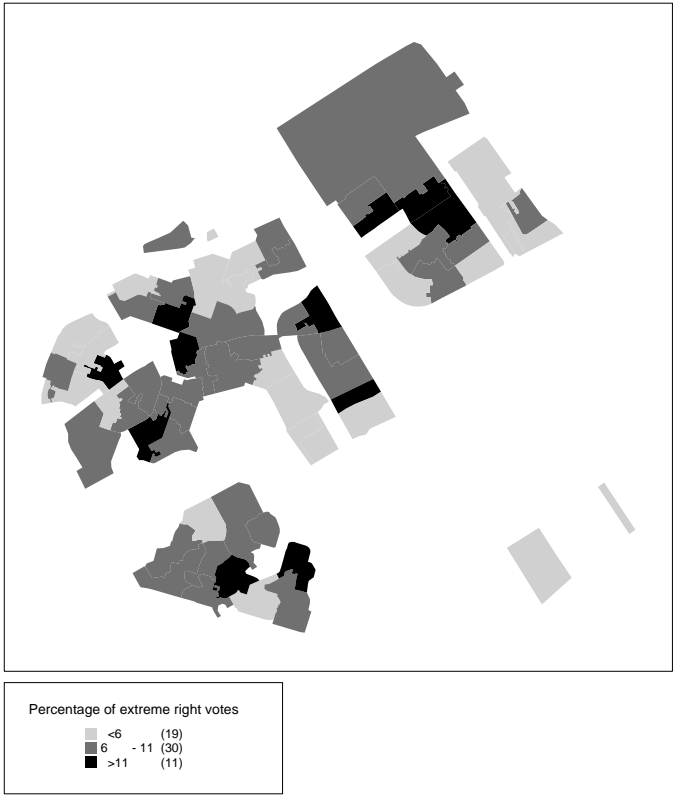 Percentage of extreme right votes
<6 (19)
6 - 11 (30)
>11 (11)